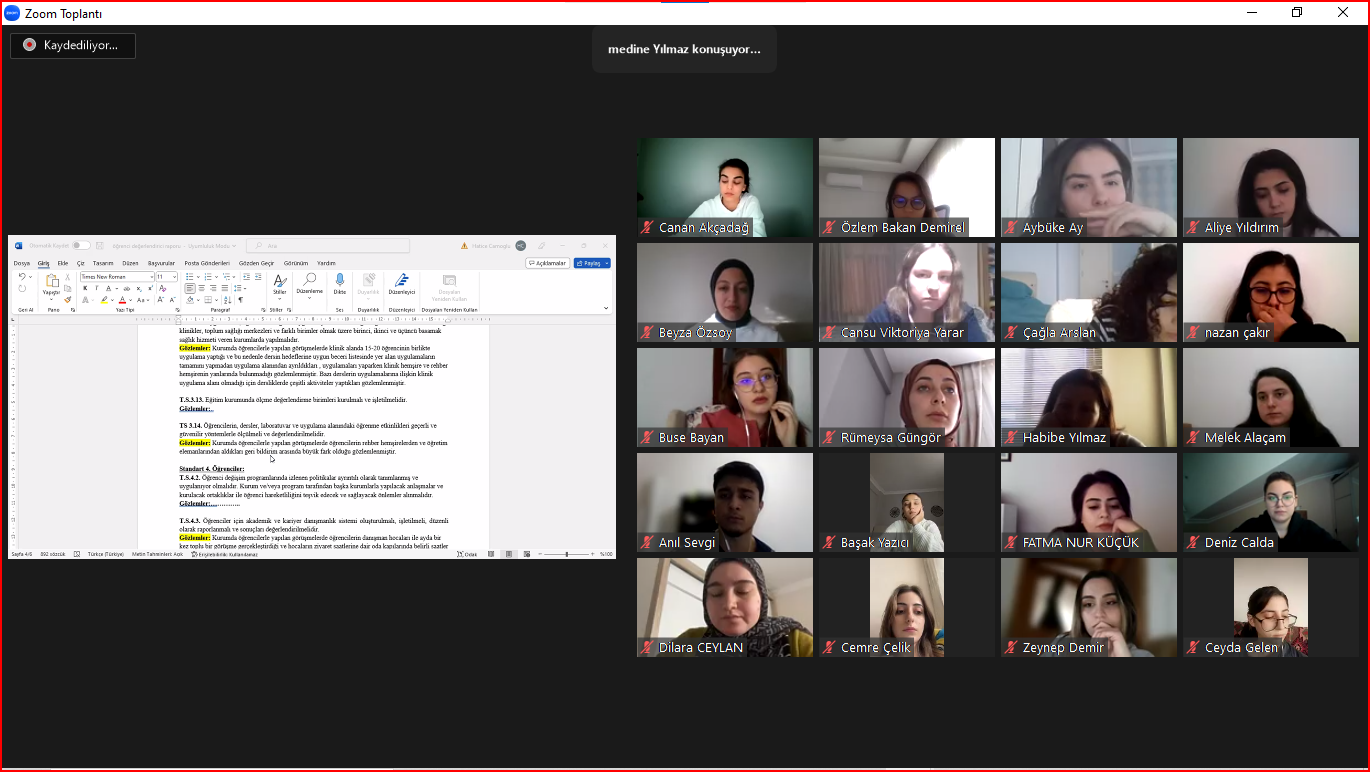 zoom Zoom Toplantı
Kaydediliyor...
medine Yılmaz konuşuyor...
Otomatik Kaydet
öğrenci değerlendirici raporu - Uyumluluk Modu
Ara
HC
Dosya Giriş Ekle Çiz Tasarım Düzen Başvurular Posta Gönderileri Gözden Geçir Görünüm Yardım
Açıklamalar Paylaş
Times New Roman 11
Yapıştır
Stiller Düzenleme Dikte Duyarlılık Düzenleyici Dosyaları Yeniden Kullan
Geri Al Pano Yazı Tipi Paragraf Stiller Ses Duyarlılık Düzenleyici Dosyaları Yeniden Kullan
klinikler, toplum sağlığı merkezleri ve farklı birimler olmak üzere birinci, ikinci ve üçüncü basamak
sağlık hizmeti veren kurumlarda yapılmalıdır.
Gözlemler: Kurumda öğrencilerle yapılan görüşmelerde klinik alanda 15-20 öğrencinin birlikte
uygulama yaptığı ve bu nedenle dersin hedeflerine uygun beceri listesinde yer alan uygulamaların
tamamını yapmadan uygulama alanından ayrıldıkları , uygulamaları yaparken klinik hemşire ve rehber
hemşirenin yanlarında bulunmadığı gözlemlenmiştir. Bazı derslerin uygulamalarına ilişkin klinik
uygulama alanı olmadığı için dersliklerde çeşitli aktiviteler yaptıkları gözlemlenmiştir.
T.S.3.13. Eğitim kurumunda ölçme değerlendirme birimleri kurulmalı ve işletilmelidir.
Gözlemler:..
TS 3.14. Öğrencilerin, dersler, laboratuvar ve uygulama alanındaki öğrenme etkinlikleri geçerli ve
güvenilir yöntemlerle ölçülmeli ve değerlendirilmelidir.
Gözlemler: Kurumda öğrencilerle yapılan görüşmelerde öğrencilerin rehber hemşirelerden ve öğretim
elemanlarından aldıkları geri bildirim arasında büyük fark olduğu gözlemlenmiştir.
Standart 4. Öğrenciler:
T.S.4.2. Öğrenci değişim programlarında izlenen politikalar ayrıntılı olarak tanımlanmış ve
uygulanıyor olmalıdır. Kurum ve/veya program tarafından başka kurumlarla yapılacak anlaşmalar ve
kurulacak ortaklıklar ile öğrenci hareketliliğini teşvik edecek ve sağlayacak önlemler alınmalıdır.
Gözlemler:...............
T.S.4.3. Öğrenciler için akademik ve kariyer danışmanlık sistemi oluşturulmalı, işletilmeli, düzenli
olarak raporlanmalı ve sonuçları değerlendirilmelidir.
Gözlemler: Kurumda öğrencilerle yapılan görüşmelerde öğrencilerin danışman hocaları ile ayda bir
kez toplu bir görüşme gerçekleştirdiği ve hocaların ziyaret saatlerine dair oda kapılarında belirli saatler
Sayfa 4/6 892 sözcük Türkçe (Türkiye) Metin Tahminleri: Açık Erişilebilirlik: Kullanılamaz Odak %100
Canan Akçadağ
Özlem Bakan Demirel
Aybüke Ay
Aliye Yıldırım
Beyza Özsoy
Cansu Viktoriya Yarar
Çağla Arslan
nazan çakır
Buse Bayan
Rümeysa Güngör
Habibe Yılmaz
Melek Alaçam
Anıl Sevgi
Başak Yazıcı
FATMA NUR KÜÇÜK
Deniz Calda
Dilara CEYLAN
Cemre Çelik
Zeynep Demir
Ceyda Gelen